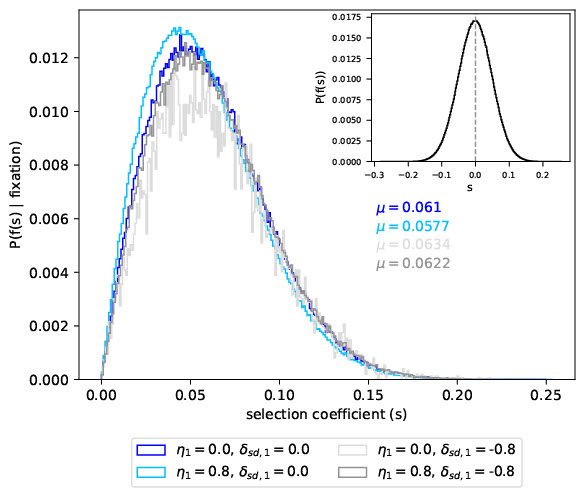 0.012
0.010
0.008
0.006
0.004
0.002
0.000
P(f(s) | fixation)
0.00 0.05 0.10 0.15 0.20 0.25
selection coefficient (s)
0.0175
0.0150
0.0125
0.0100
0.0075
0.0050
0.0025
0.0000
P(f(s))
−0.3 −0.2 −0.1 0.0 0.1 0.2
s
μ = 0.061
μ = 0.0577
μ = 0.0634
μ = 0.0622
η1 = 0.0, δsd, 1 = 0.0
η1 = 0.8, δsd, 1 = 0.0
η1 = 0.0, δsd, 1 = -0.8
η1 = 0.8, δsd, 1 = -0.8